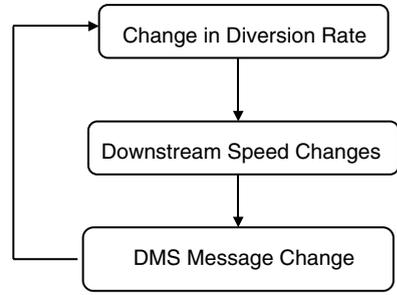 Change in Diversion Rate
Downstream Speed Changes
DMS Message Change